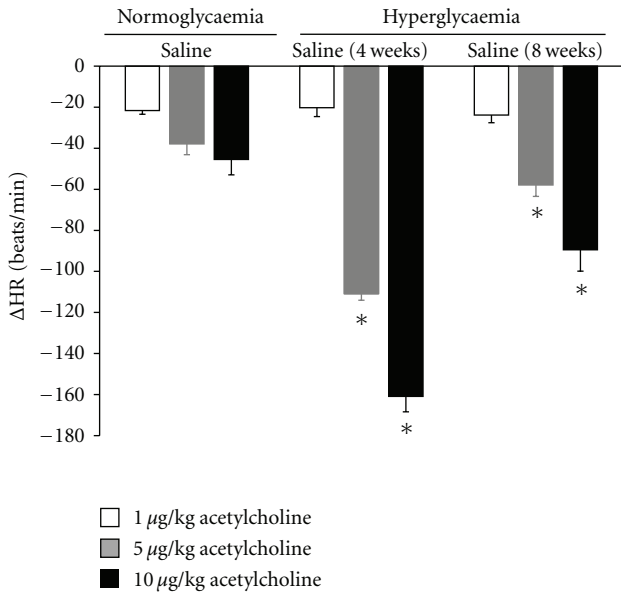 Normoglycaemia Hyperglycaemia
Saline Saline (4 weeks) Saline (8 weeks)
0
−20
−40
−60
−80
−100
−120
−140
−160
−180
ΔHR (beats/min)
*
*
*
*
1 μg/kg acetylcholine
5 μg/kg acetylcholine
10 μg/kg acetylcholine